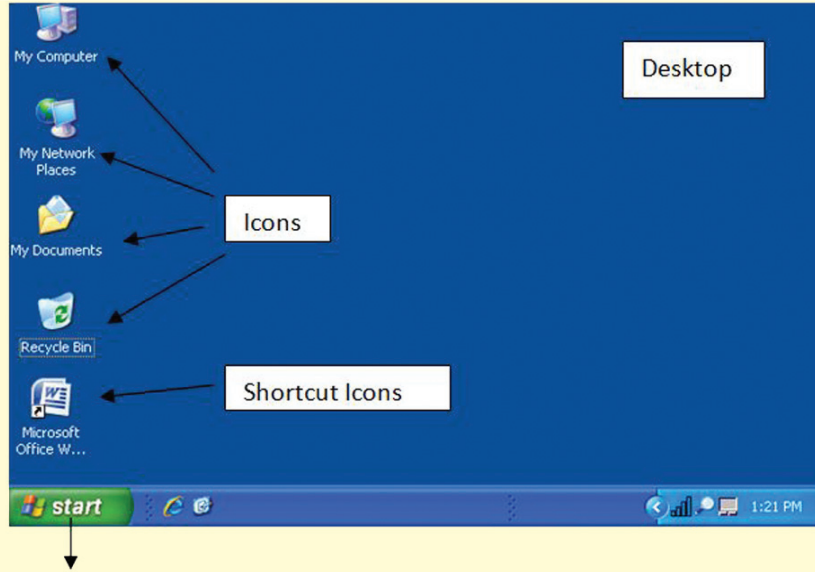 My Computer
Desktop
My Network
Places
Icons
My Documents
Recycle Bin
Shortcut Icons
Microsoft
Office W...
start
1:21 PM